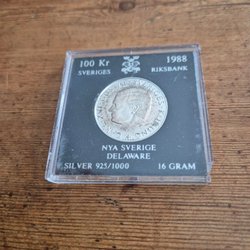 100 Kr 1988
SVERIGES RIKSBANK
NYA SVERIGE
DELAWARE
SILVER 925/1000 16 GRAM